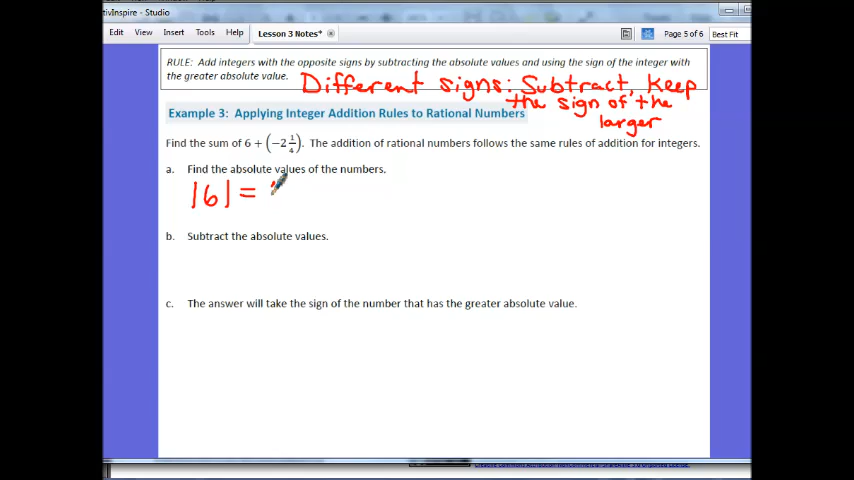 ctivInspire - Studio
Edit View Insert Tools Help Lesson 3 Notes* Page 5 of 6 Best Fit
RULE: Add integers with the opposite signs by subtracting the absolute values and using the sign of the integer with
the greater absolute value.
Different signs: Subtract, Keep
the sign of the
larger
Example 3: Applying Integer Addition Rules to Rational Numbers
Find the sum of 6 + (−2 1/4). The addition of rational numbers follows the same rules of addition for integers.
a. Find the absolute values of the numbers.
|6| =
b. Subtract the absolute values.
c. The answer will take the sign of the number that has the greater absolute value.